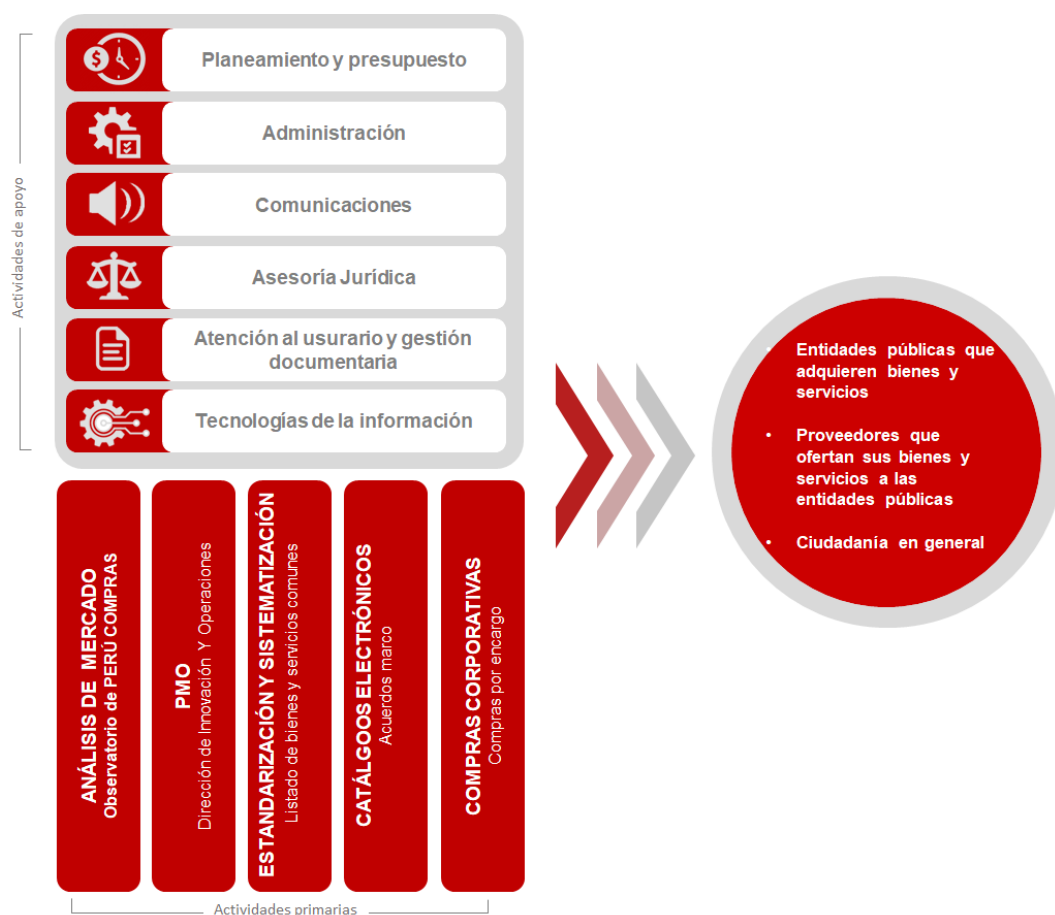 Actividades de apoyo
$
Planeamiento y presupuesto
Administración
Comunicaciones
Asesoría Jurídica
Atención al usurario y gestión
documentaria
Tecnologías de la información
ANÁLISIS DE MERCADO
Observatorio de PERÚ COMPRAS
PMO
Dirección de Innovación Y Operaciones
ESTANDARIZACIÓN Y SISTEMATIZACIÓN
Listado de bienes y servicios comunes
CATÁLGOOS ELECTRÓNICOS
Acuerdos marco
COMPRAS CORPORATIVAS
Compras por encargo
Actividades primarias
• Entidades públicas que
adquieren bienes y
servicios
• Proveedores que
ofertan sus bienes y
servicios a las
entidades públicas
• Ciudadanía en general